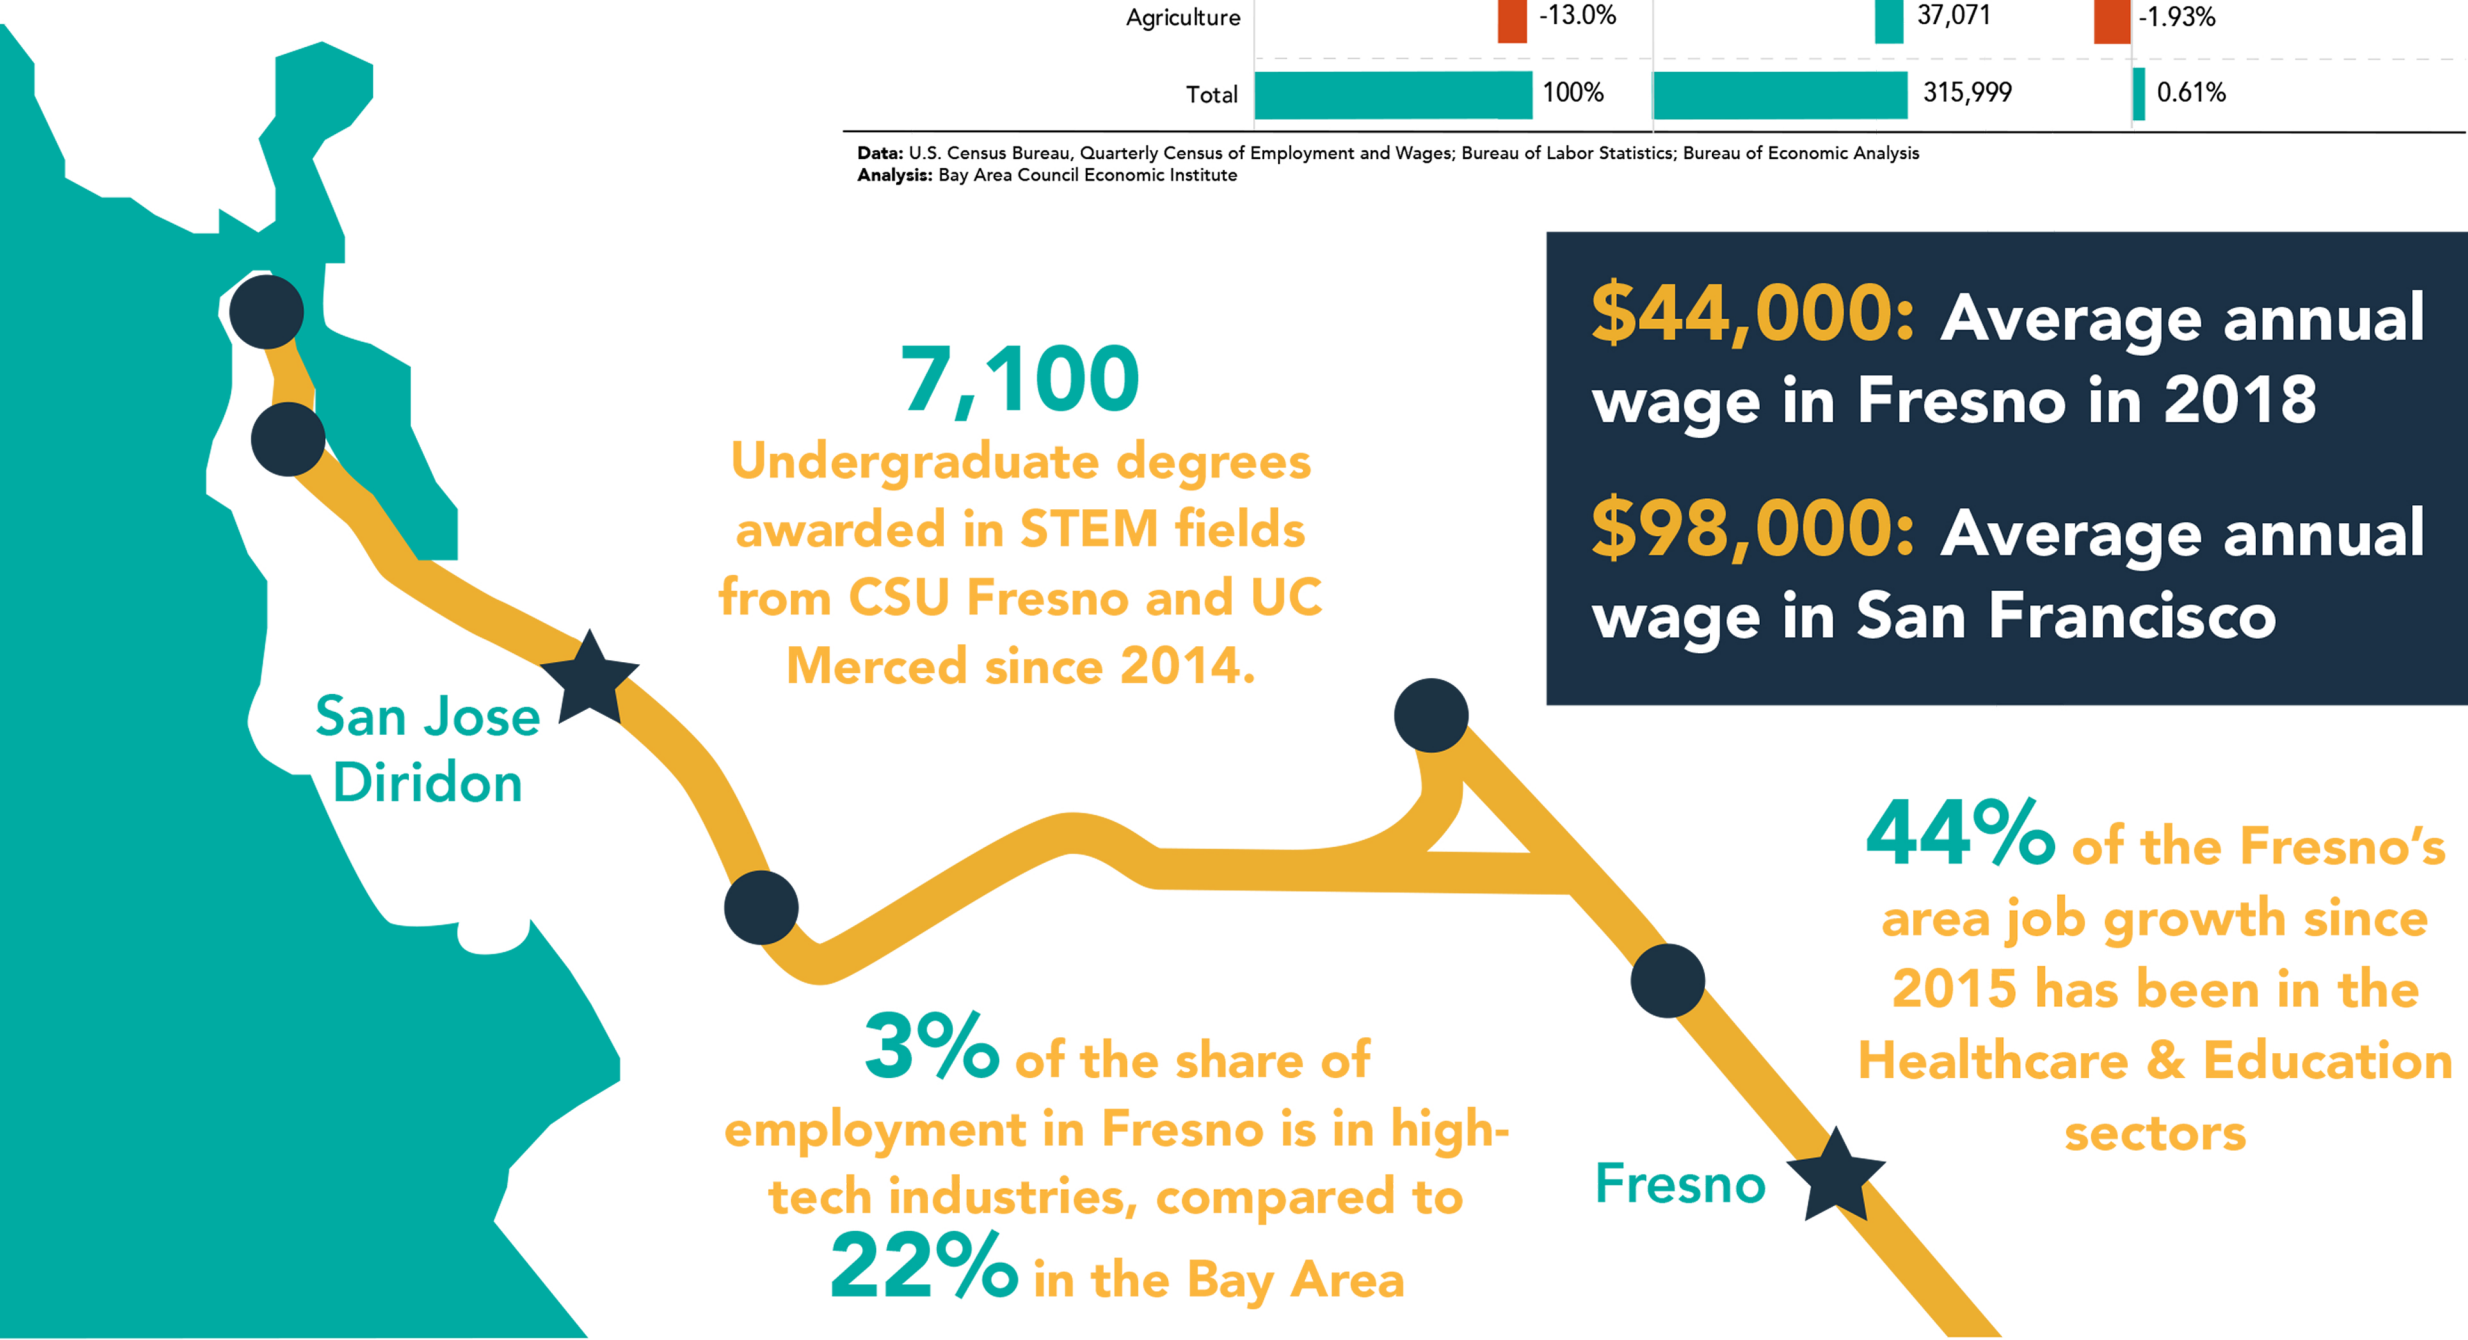 Agriculture -13.0% 37,071 -1.93%
Total 100% 315,999 0.61%
Data: U.S. Census Bureau, Quarterly Census of Employment and Wages; Bureau of Labor Statistics; Bureau of Economic Analysis
Analysis: Bay Area Council Economic Institute
$44,000: Average annual
wage in Fresno in 2018
$98,000: Average annual
wage in San Francisco
7,100
Undergraduate degrees
awarded in STEM fields
from CSU Fresno and UC
Merced since 2014.
San Jose
Diridon
44% of the Fresno’s
area job growth since
2015 has been in the
Healthcare & Education
sectors
3% of the share of
employment in Fresno is in high-
tech industries, compared to
22% in the Bay Area
Fresno